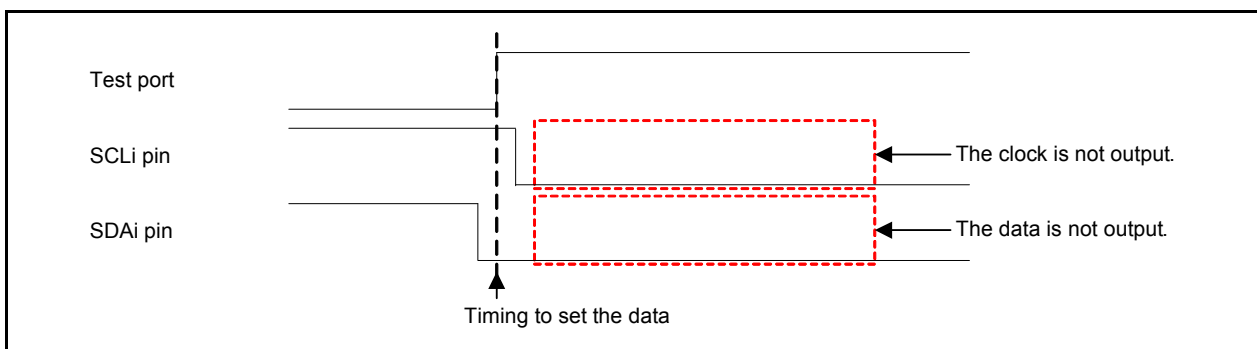 Test port
SCLi pin
The clock is not output.
SDAi pin
The data is not output.
Timing to set the data